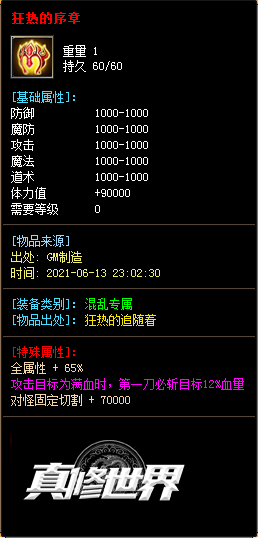 狂热的序章
重量 1
持久 60/60
[基础属性]:
防御 1000-1000
魔防 1000-1000
攻击 1000-1000
魔法 1000-1000
道术 1000-1000
体力值 +90000
需要等级 0
[物品来源]
出处: GM制造
时间: 2021-06-13 23:02:30
[装备类别]: 混乱专属
[物品出处]: 狂热的追随着
[特殊属性]:
全属性 + 65%
攻击目标为满血时，第一刀必斩目标12%血量
对怪固定切割 + 70000
真修世界